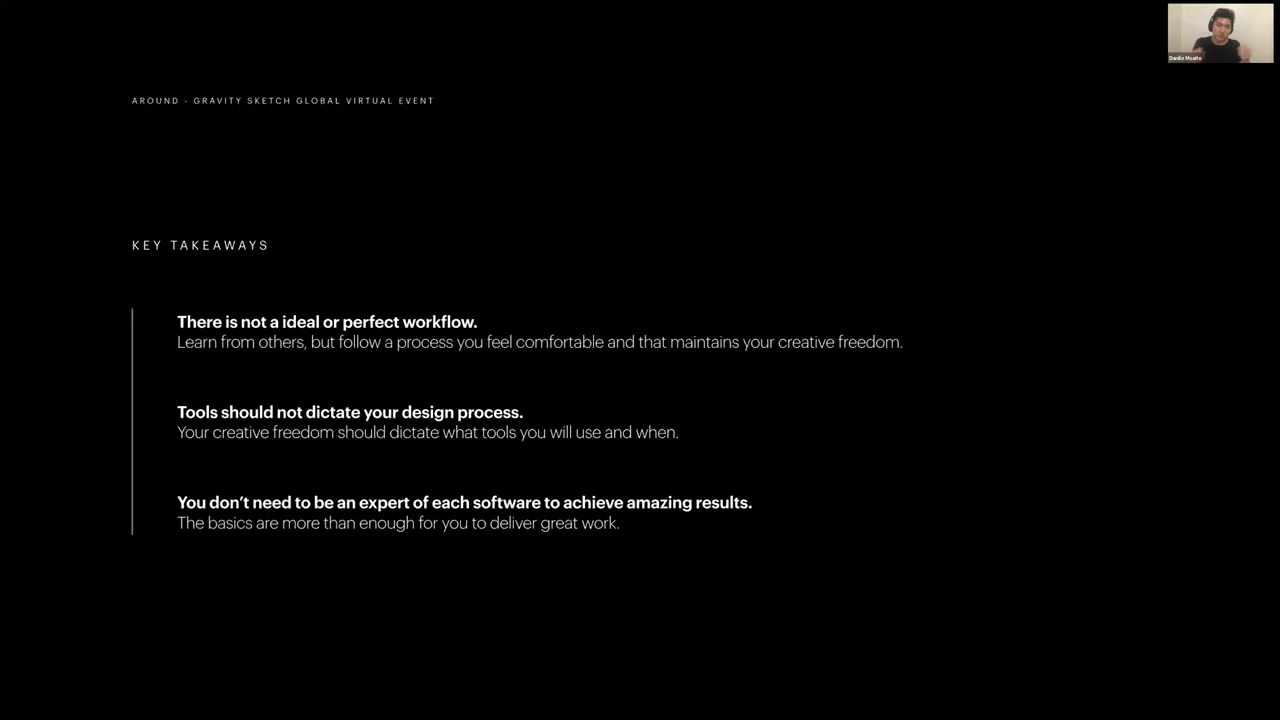 Danilo Msaito
AROUND - GRAVITY SKETCH GLOBAL VIRTUAL EVENT
KEY TAKEAWAYS
There is not a ideal or perfect workflow.
Learn from others, but follow a process you feel comfortable and that maintains your creative freedom.
Tools should not dictate your design process.
Your creative freedom should dictate what tools you will use and when.
You don’t need to be an expert of each software to achieve amazing results.
The basics are more than enough for you to deliver great work.